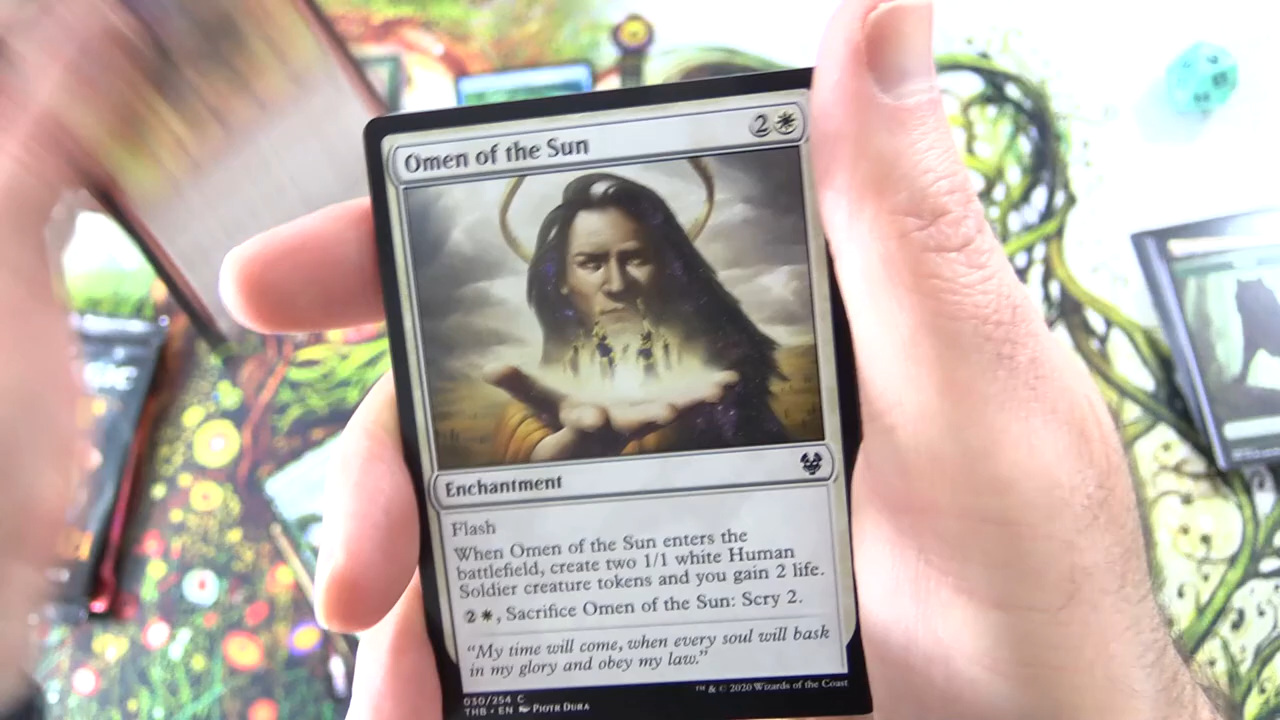 Omen of the Sun 2
Enchantment
Flash
When Omen of the Sun enters the
battlefield, create two 1/1 white Human
Soldier creature tokens and you gain 2 life.
2 , Sacrifice Omen of the Sun: Scry 2.
“My time will come, when every soul will bask
in my glory and obey my law.”
030/254 C
THB • EN Piotr Dura
™ & © 2020 Wizards of the Coast